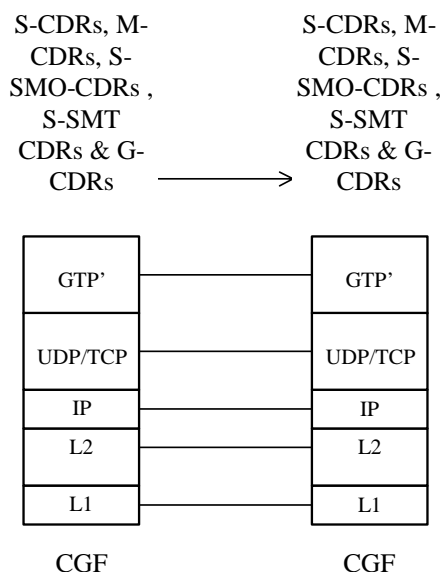 S-CDRs, M-
CDRs, S-
SMO-CDRs ,
S-SMT
CDRs & G-
CDRs
S-CDRs, M-
CDRs, S-
SMO-CDRs ,
S-SMT
CDRs & G-
CDRs
GTP’
GTP’
UDP/TCP
UDP/TCP
IP
IP
L2
L2
L1
L1
CGF
CGF